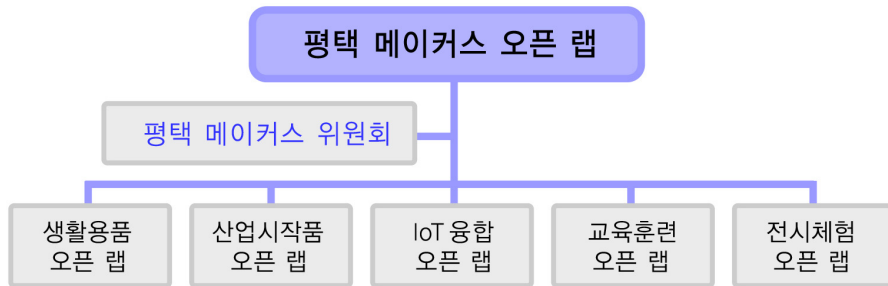 평택 메이커스 오픈 랩
평택 메이커스 위원회
생활용품
오픈 랩
산업시작품
오픈 랩
IoT 융합
오픈 랩
교육훈련
오픈 랩
전시체험
오픈 랩